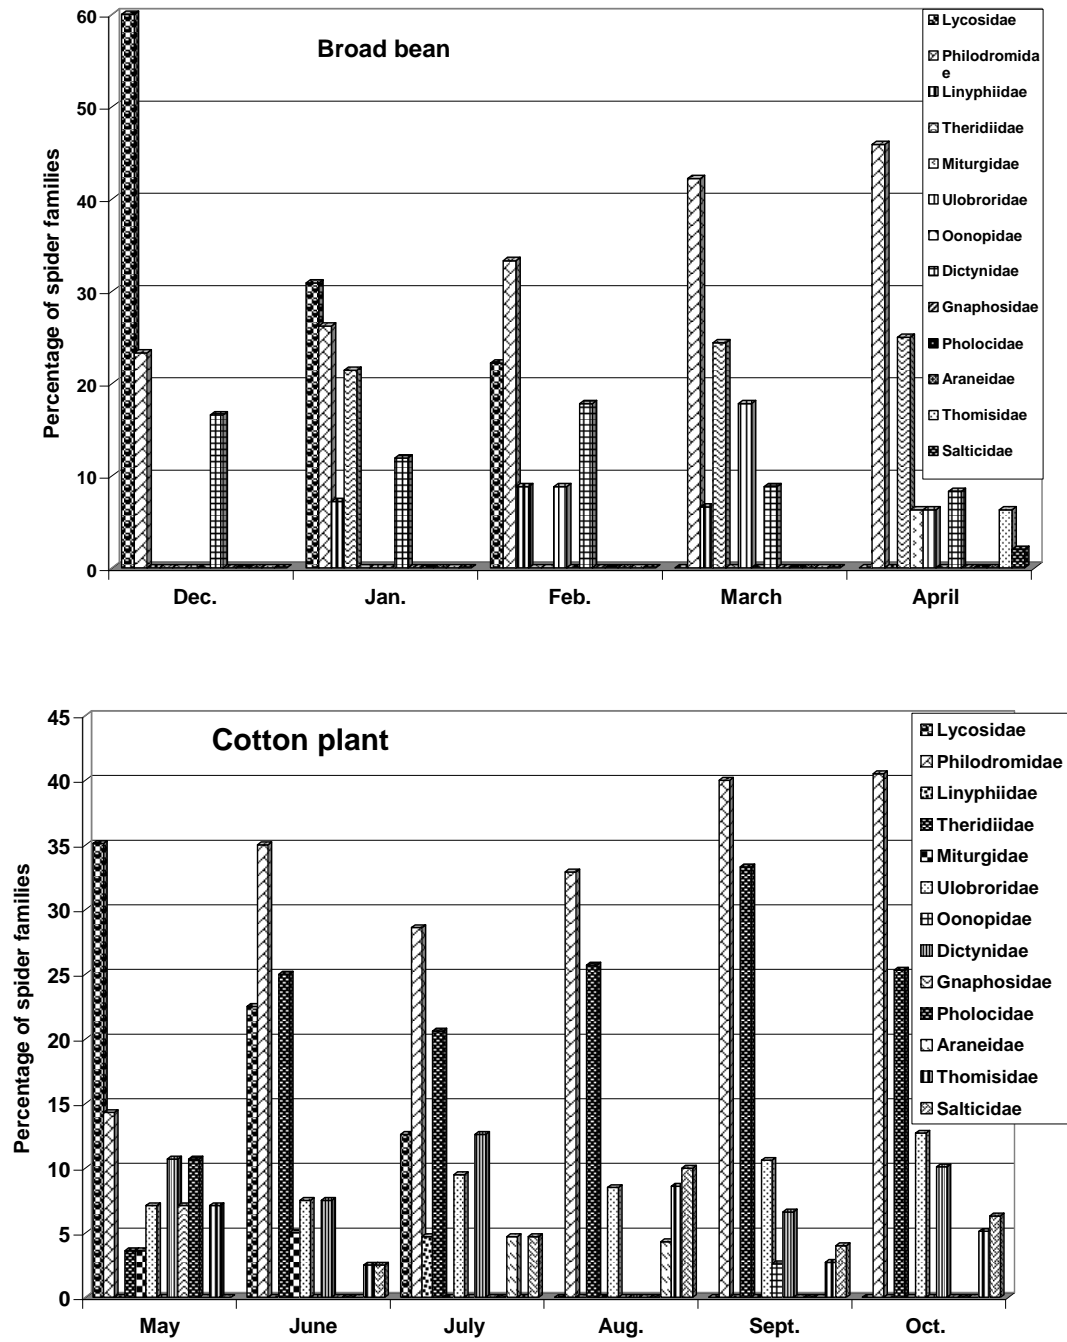 Broad bean
Percentage of spider families
60
50
40
30
20
10
0
Dec.
Jan.
Feb.
March
April
Lycosidae
Philodromida
e
Linyphiidae
Theridiidae
Miturgidae
Ulobroridae
Oonopidae
Dictynidae
Gnaphosidae
Pholocidae
Araneidae
Thomisidae
Salticidae
Cotton plant
Percentage of spider families
45
40
35
30
25
20
15
10
5
0
May
June
July
Aug.
Sept.
Oct.
Lycosidae
Philodromidae
Linyphiidae
Theridiidae
Miturgidae
Ulobroridae
Oonopidae
Dictynidae
Gnaphosidae
Pholocidae
Araneidae
Thomisidae
Salticidae